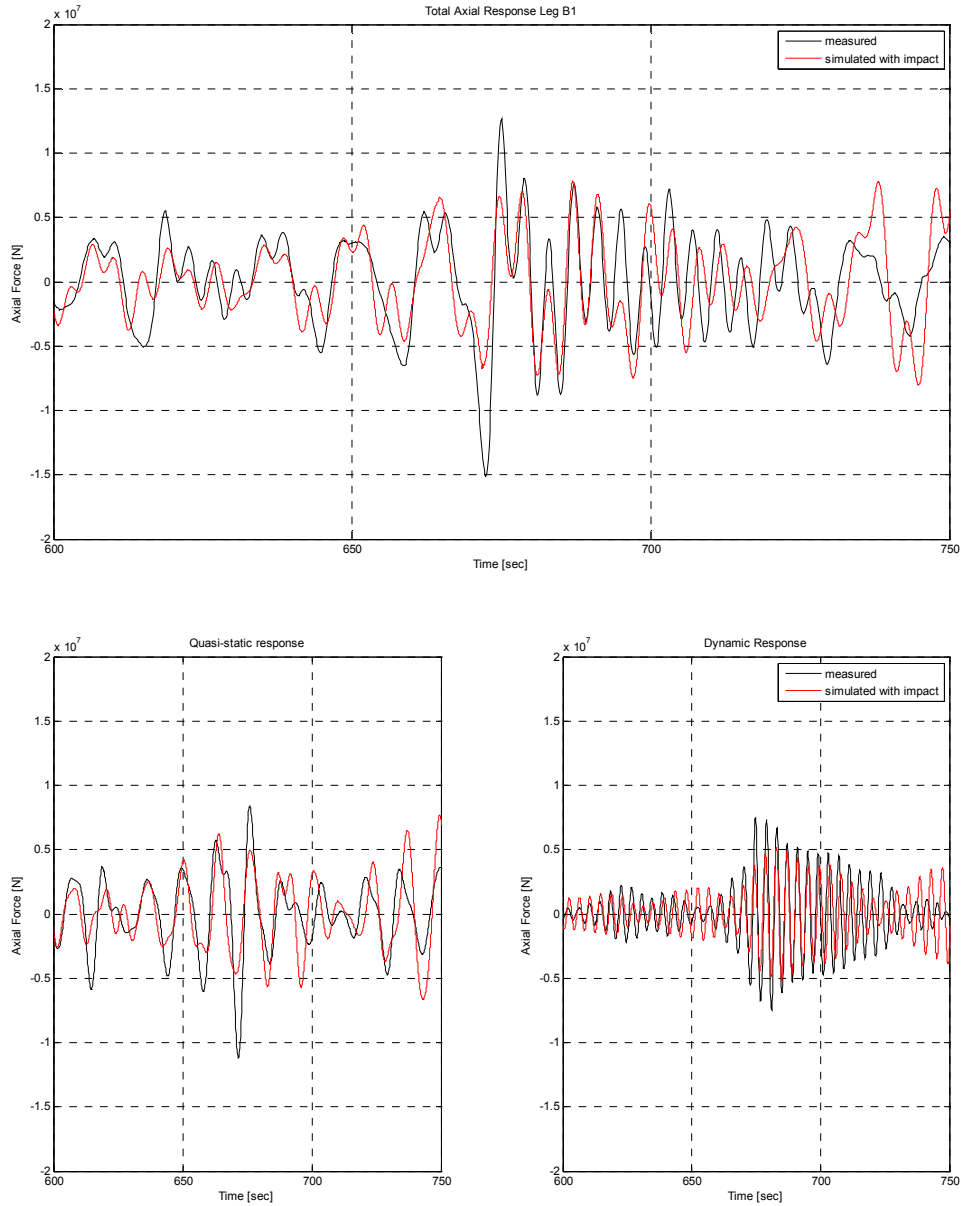 Total Axial Response Leg B1
x 10^7
measured
simulated with impact
2
1.5
1
0.5
0
-0.5
-1
-1.5
-2
Axial Force [N]
600
650
700
750
Time [sec]
Quasi-static response
x 10^7
2
1.5
1
0.5
0
-0.5
-1
-1.5
-2
Axial Force [N]
600
650
700
750
Time [sec]
Dynamic Response
x 10^7
measured
simulated with impact
2
1.5
1
0.5
0
-0.5
-1
-1.5
-2
Axial Force [N]
600
650
700
750
Time [sec]